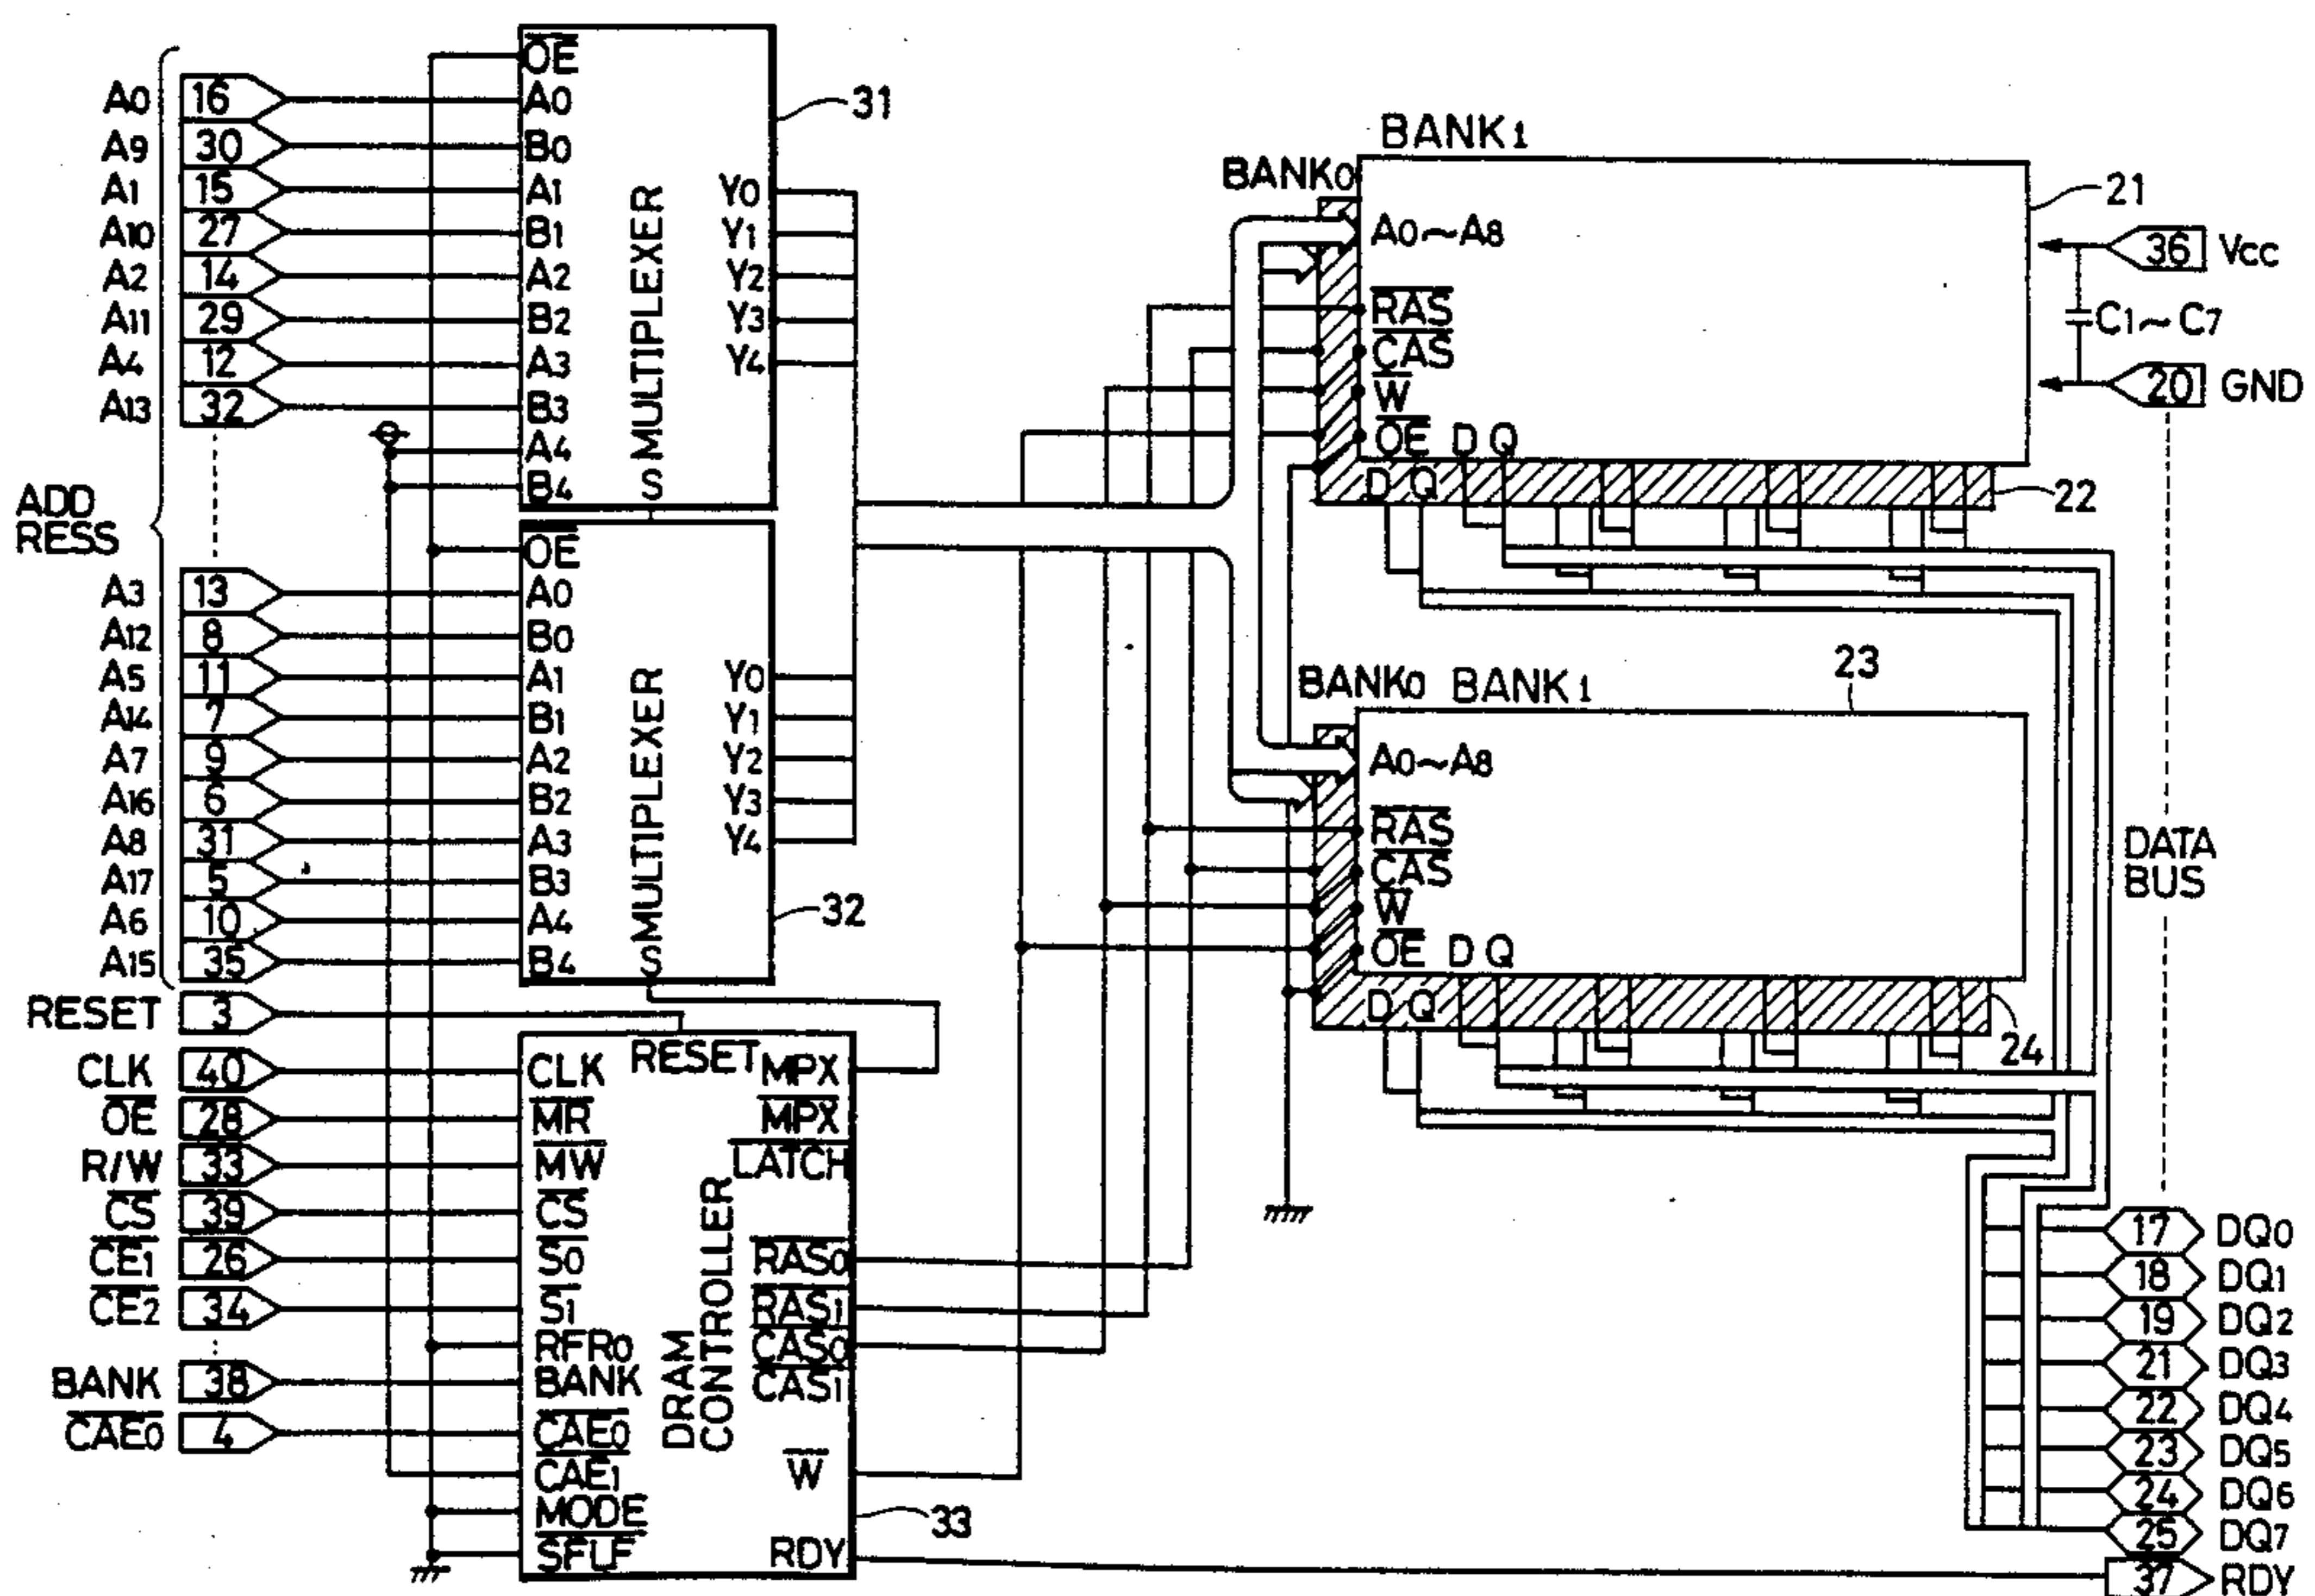 ADD
RESS
A0 16
A9 30
A1 15
A10 27
A2 14
A11 29
A4 12
A13 32
A3 13
A12 8
A5 11
A14 7
A7 9
A16 6
A8 31
A17 5
A6 10
A15 35
RESET 3
CLK 40
OE 28
R/W 33
CS 39
CE1 26
CE2 34
BANK 38
CAE0 4
OE
A0
B0
A1
B1
A2
B2
A3
B3
A4
B4
S MULTIPLEXER
Y0
Y1
Y2
Y3
Y4
31
OE
A0
B0
A1
B1
A2
B2
A3
B3
A4
B4
S MULTIPLEXER
Y0
Y1
Y2
Y3
Y4
32
RESET
CLK
MR
MW
CS
S0
S1
RFR0
BANK
CAE0
CAE1
MODE
SFLF
DRAM
CONTROLLER
MPX
MPX
LATCH
RAS0
RAS1
CAS0
CAS1
W
RDY
33
BANK1
BANK0
A0~A8
RAS
CAS
W
OE D Q
D Q
21
22
36 Vcc
C1~C7
20 GND
BANK0 BANK1
23
A0~A8
RAS
CAS
W
OE D Q
D Q
24
DATA
BUS
17 DQ0
18 DQ1
19 DQ2
21 DQ3
22 DQ4
23 DQ5
24 DQ6
25 DQ7
37 RDY